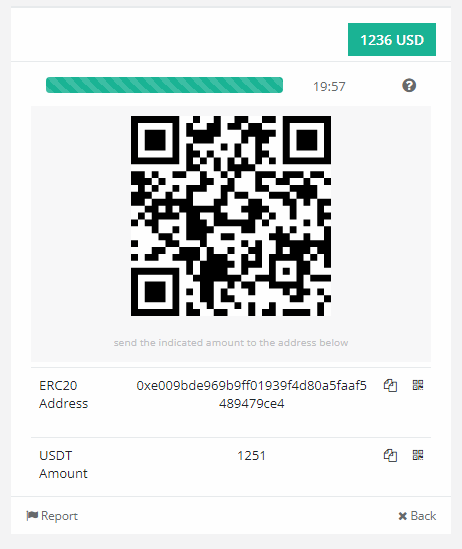 1236 USD
19:57
send the indicated amount to the address below
ERC20 0xe009bde969b9ff01939f4d80a5faaf5
Address 489479ce4
USDT 1251
Amount
Report Back